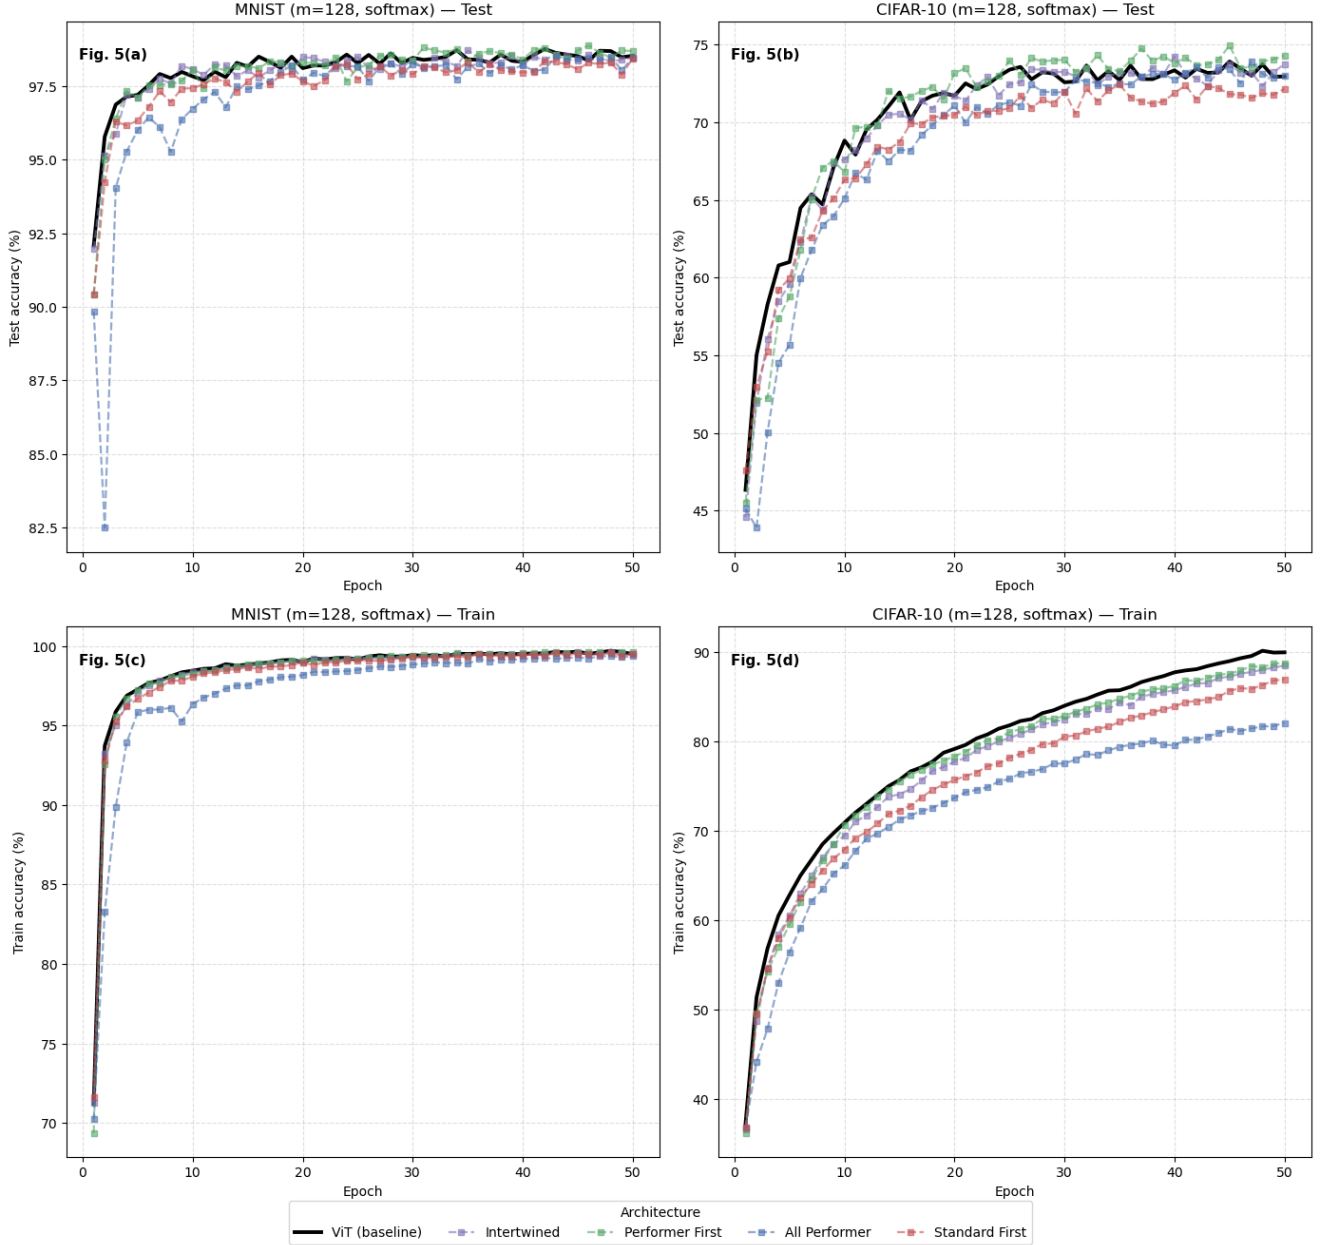 MNIST (m=128, softmax) — Test
Fig. 5(a)
Test accuracy (%)
97.5
95.0
92.5
90.0
87.5
85.0
82.5
0 10 20 30 40 50
Epoch
CIFAR-10 (m=128, softmax) — Test
Fig. 5(b)
Test accuracy (%)
75
70
65
60
55
50
45
0 10 20 30 40 50
Epoch
MNIST (m=128, softmax) — Train
Fig. 5(c)
Train accuracy (%)
100
95
90
85
80
75
70
0 10 20 30 40 50
Epoch
CIFAR-10 (m=128, softmax) — Train
Fig. 5(d)
Train accuracy (%)
90
80
70
60
50
40
0 10 20 30 40 50
Epoch
Architecture
ViT (baseline) Intertwined Performer First All Performer Standard First